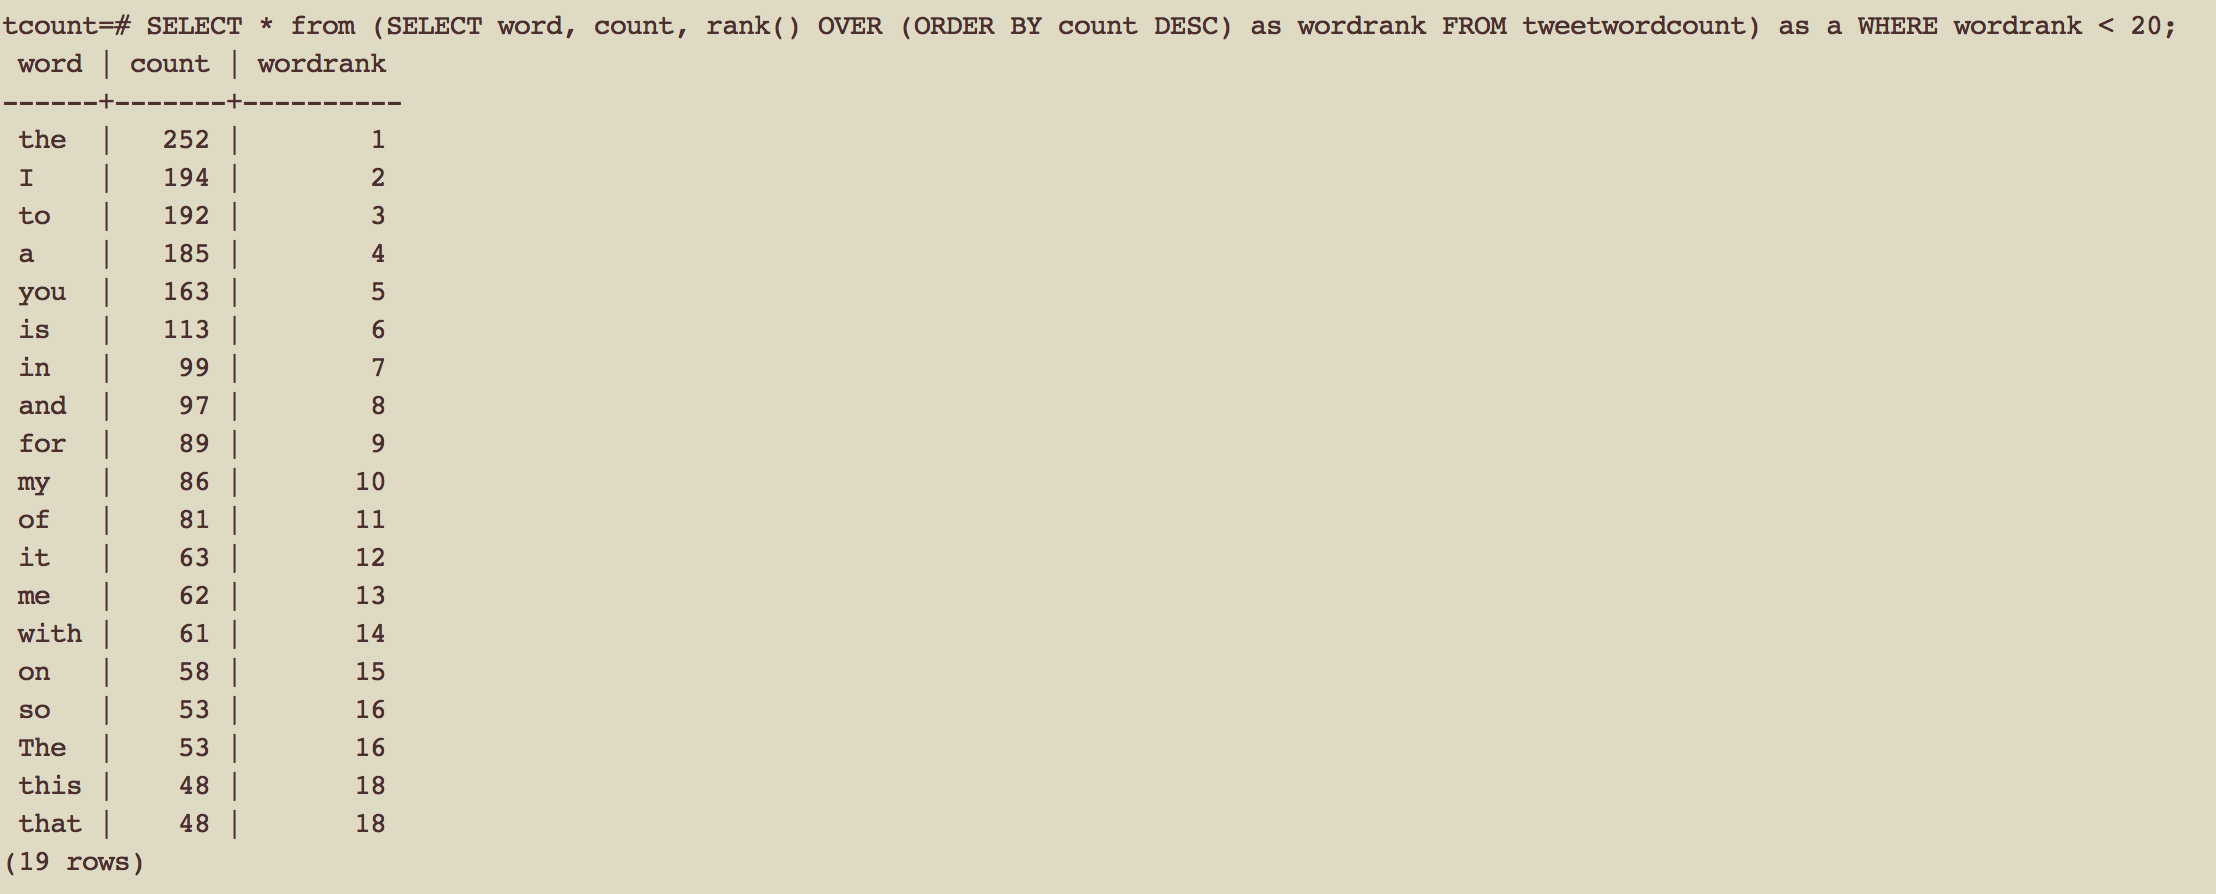 tcount=# SELECT * from (SELECT word, count, rank() OVER (ORDER BY count DESC) as wordrank FROM tweetwordcount) as a WHERE wordrank < 20;
 word | count | wordrank
------+-------+----------
 the  |   252 |        1
 I    |   194 |        2
 to   |   192 |        3
 a    |   185 |        4
 you  |   163 |        5
 is   |   113 |        6
 in   |    99 |        7
 and  |    97 |        8
 for  |    89 |        9
 my   |    86 |       10
 of   |    81 |       11
 it   |    63 |       12
 me   |    62 |       13
 with |    61 |       14
 on   |    58 |       15
 so   |    53 |       16
 The  |    53 |       16
 this |    48 |       18
 that |    48 |       18
(19 rows)